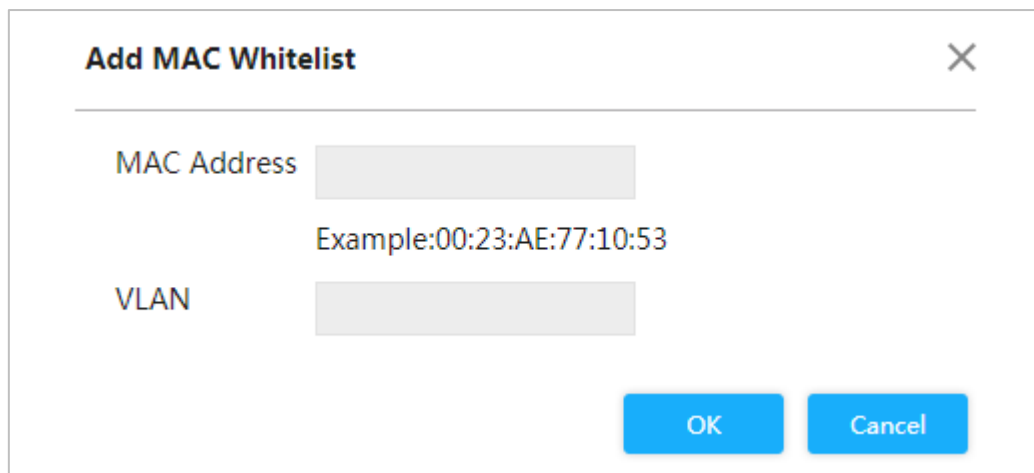 Add MAC Whitelist
MAC Address
Example:00:23:AE:77:10:53
VLAN
OK Cancel